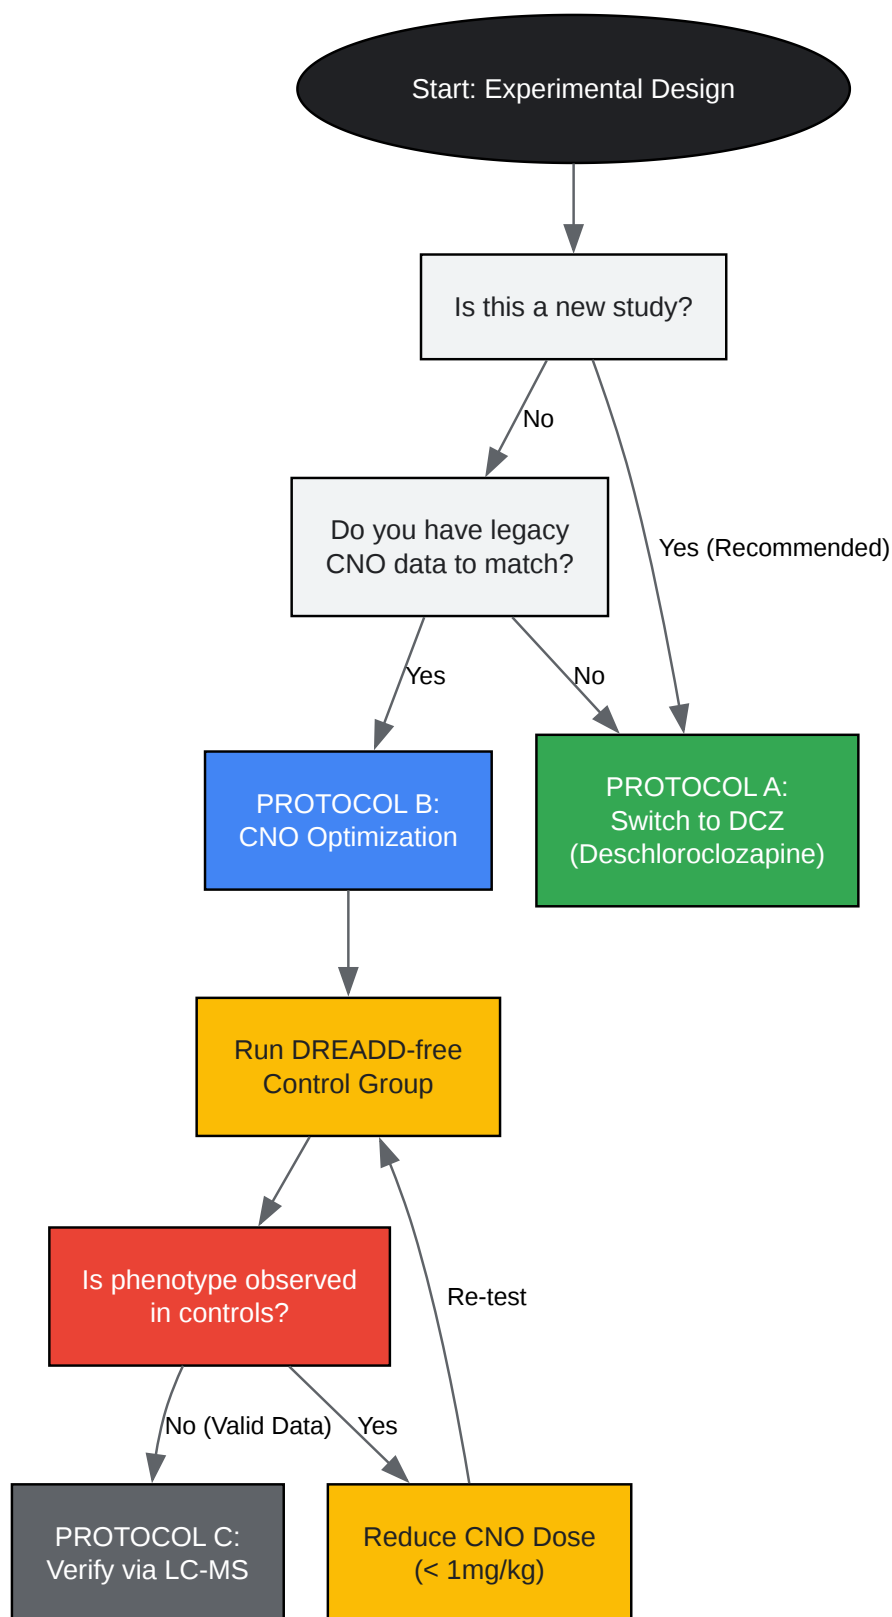 Start: Experimental Design
Is this a new study?
No
Do you have legacy
CNO data to match?
Yes (Recommended)
Yes
No
PROTOCOL B:
CNO Optimization
PROTOCOL A:
Switch to DCZ
(Deschloroclozapine)
Run DREADD-free
Control Group
Is phenotype observed
in controls?
Re-test
No (Valid Data)
Yes
PROTOCOL C:
Verify via LC-MS
Reduce CNO Dose
(< 1mg/kg)